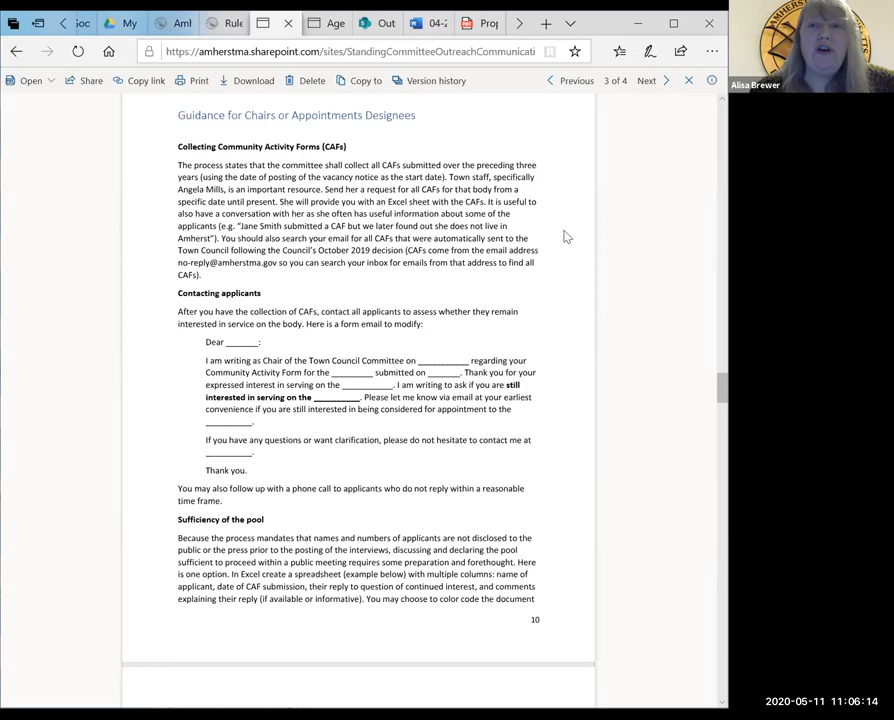 oc
My
Aml
Rule
Age
Out
04-2
Prop
https://amherstma.sharepoint.com/sites/StandingCommitteeOutreachCommunicati
Open Share Copy link Print Download Delete Copy to Version history Previous 3 of 4 Next
Alisa Brewer
Guidance for Chairs or Appointments Designees
Collecting Community Activity Forms (CAFs)
The process states that the committee shall collect all CAFs submitted over the preceding three
years (using the date of posting of the vacancy notice as the start date). Town staff, specifically
Angela Mills, is an important resource. Send her a request for all CAFs for that body from a
specific date until present. She will provide you with an Excel sheet with the CAFs. It is useful to
also have a conversation with her as she often has useful information about some of the
applicants (e.g. "Jane Smith submitted a CAF but we later found out she does not live in
Amherst"). You should also search your email for all CAFs that were automatically sent to the
Town Council following the Council's October 2019 decision (CAFs come from the email address
no-reply@amherstma.gov so you can search your inbox for emails from that address to find all
CAFs).
Contacting applicants
After you have the collection of CAFs, contact all applicants to assess whether they remain
interested in service on the body. Here is a form email to modify:
Dear _______:
I am writing as Chair of the Town Council Committee on ___________ regarding your
Community Activity Form for the _________ submitted on _______. Thank you for your
expressed interest in serving on the ___________. I am writing to ask if you are still
interested in serving on the __________. Please let me know via email at your earliest
convenience if you are still interested in being considered for appointment to the
__________.
If you have any questions or want clarification, please do not hesitate to contact me at
__________.
Thank you.
You may also follow up with a phone call to applicants who do not reply within a reasonable
time frame.
Sufficiency of the pool
Because the process mandates that names and numbers of applicants are not disclosed to the
public or the press prior to the posting of the interviews, discussing and declaring the pool
sufficient to proceed within a public meeting requires some preparation and forethought. Here
is one option. In Excel create a spreadsheet (example below) with multiple columns: name of
applicant, date of CAF submission, their reply to question of continued interest, and comments
explaining their reply (if available or informative). You may choose to color code the document
10
2020-05-11 11:06:14